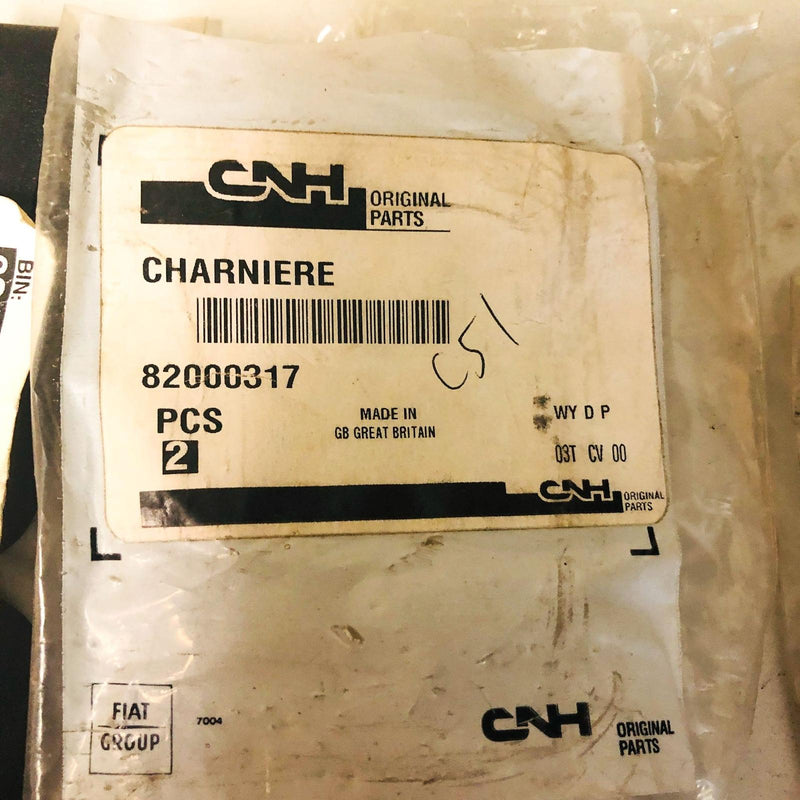 CNH ORIGINAL
PARTS
CHARNIERE
82000317
C51
PCS
2
MADE IN
GB GREAT BRITAIN
WY D P
03T CV 00
CNH ORIGINAL
PARTS
BIN:
FIAT
GROUP
7004
CNH ORIGINAL
PARTS